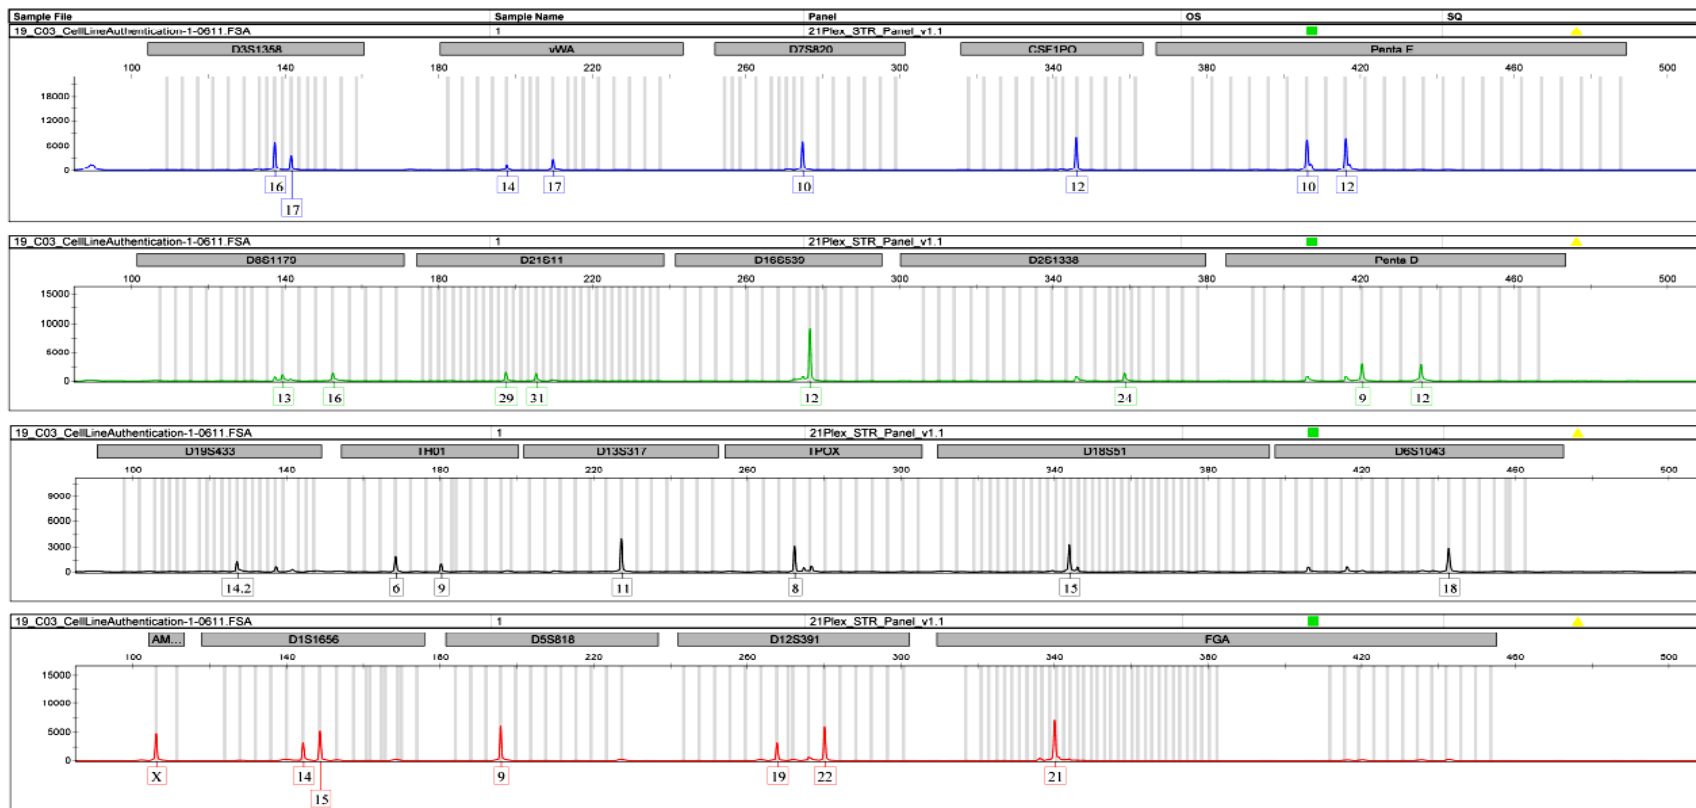 Sample File Sample Name Panel OS SQ
19_C03_CellLineAuthentication-1-0611.FSA 1 21Plex_STR_Panel_v1.1
D3S1358 vWA D7S820 CSF1PO Penta E
100 140 180 220 260 300 340 380 420 460 500
18000
12000
6000
0
16 14 17 10 12 10 12
17
19_C03_CellLineAuthentication-1-0611.FSA 1 21Plex_STR_Panel_v1.1
D8S1179 D21S11 D16S539 D2S1338 Penta D
100 140 180 220 260 300 340 380 420 460 500
15000
10000
5000
0
13 16 29 31 12 24 9 12
19_C03_CellLineAuthentication-1-0611.FSA 1 21Plex_STR_Panel_v1.1
D19S433 TH01 D13S317 TPOX D18S51 D6S1043
100 140 180 220 260 300 340 380 420 460 500
9000
6000
3000
0
14.2 6 9 11 8 15 18
19_C03_CellLineAuthentication-1-0611.FSA 1 21Plex_STR_Panel_v1.1
AM... D1S1656 D5S818 D12S391 FGA
100 140 180 220 260 300 340 380 420 460 500
15000
10000
5000
0
X 14 9 19 22 21
15